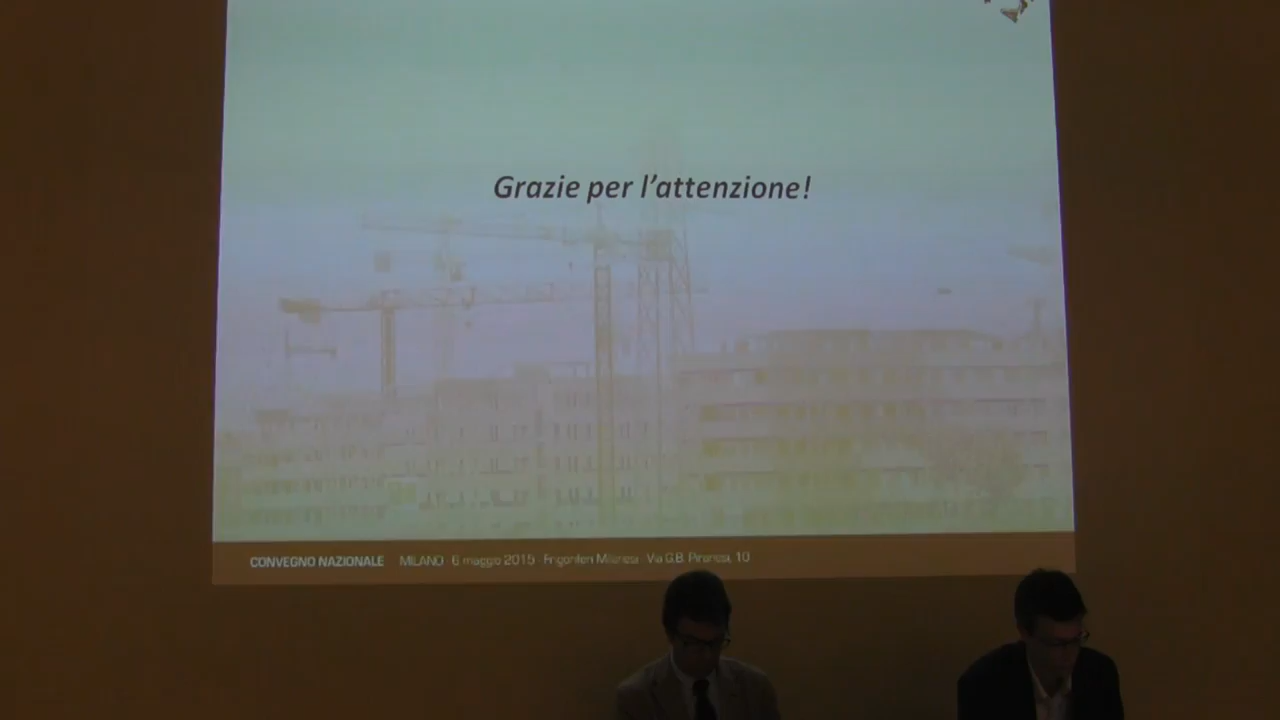 Grazie per l'attenzione!
CONVEGNO NAZIONALE MILANO · 6 maggio 2015 · Frigoriferi Milanesi · Via G.B. Piranesi, 10